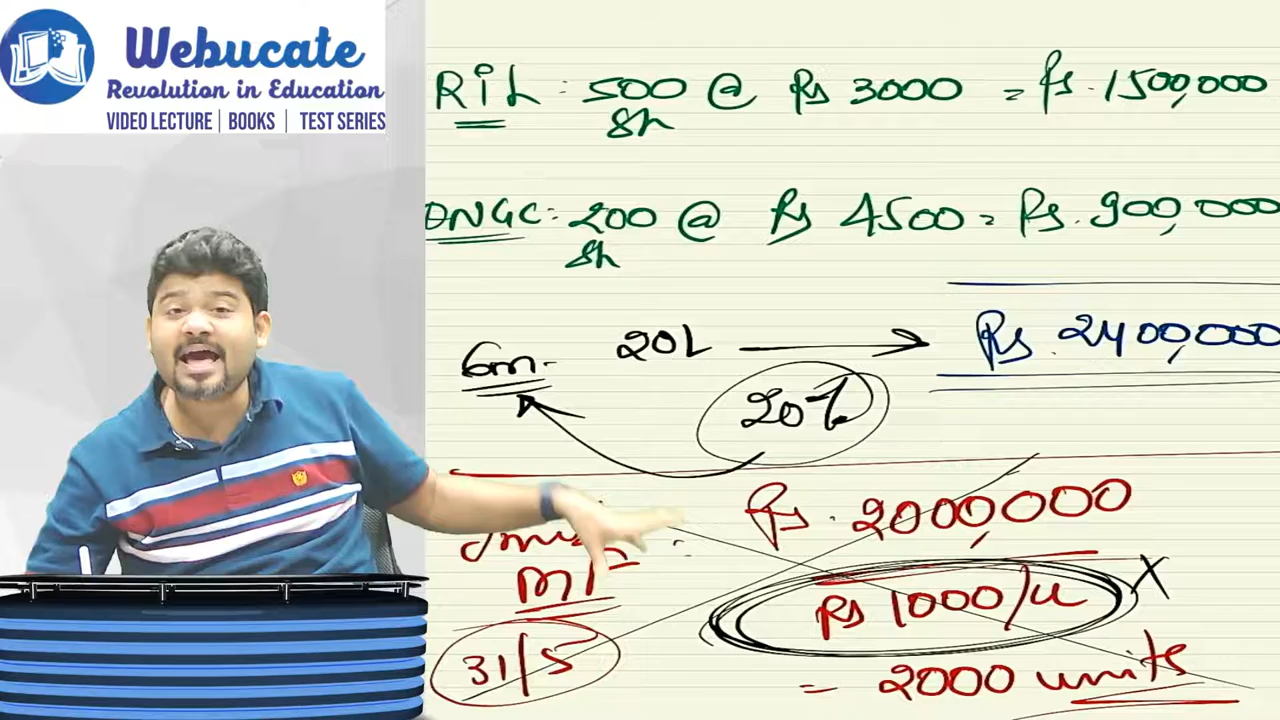 Webucate
Revolution in Education
VIDEO LECTURE | BOOKS | TEST SERIES
RIL : 500 @ Rs 3000 = Rs. 1500,000
Sh
ONGC : 200 @ Rs 4500 = Rs. 900,000
Sh
6m. 20L → Rs. 2400,000
20%
: Rs. 2000,000
MF
Rs 1000/u X
31/5
= 2000 units